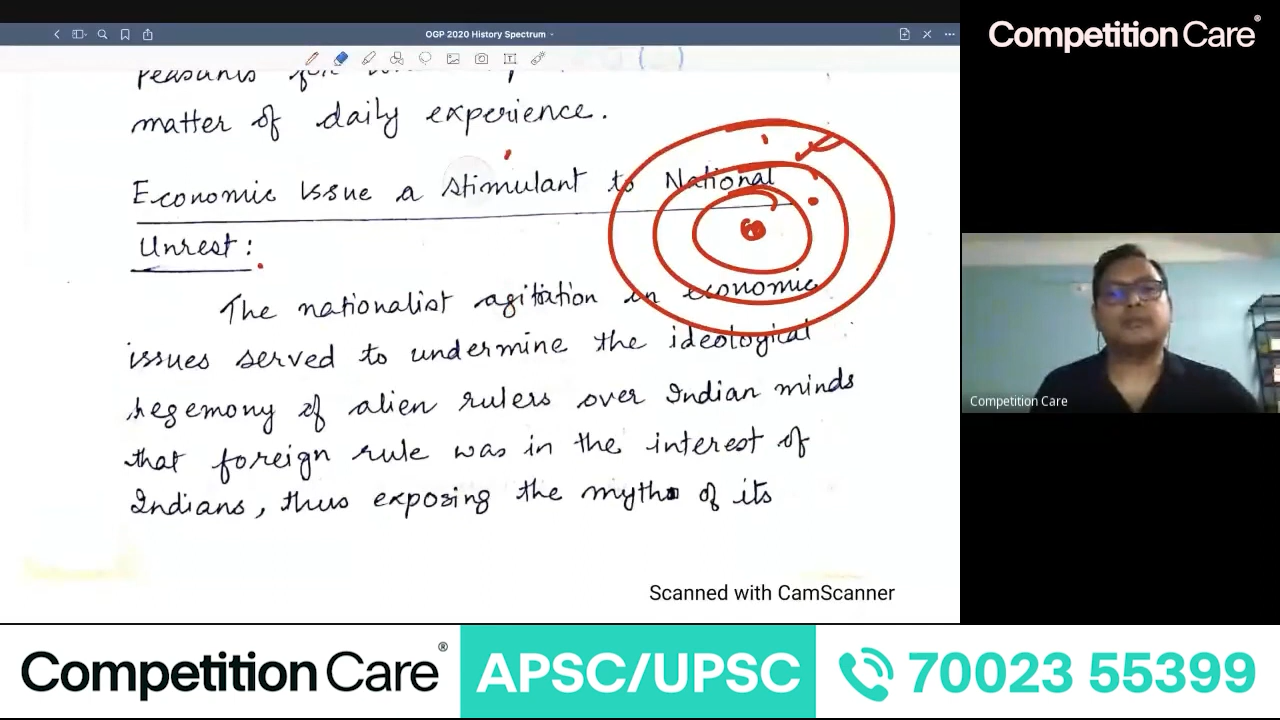 OGP 2020 History Spectrum
Competition Care®
peasants
matter of daily experience.
Economic issue a stimulant to National
Unrest:
The nationalist agitation in economic
issues served to undermine the ideological
hegemony of alien rulers over Indian minds
that foreign rule was in the interest of
Indians, thus exposing the myth of its
Competition Care
Scanned with CamScanner
Competition Care®
APSC/UPSC
70023 55399